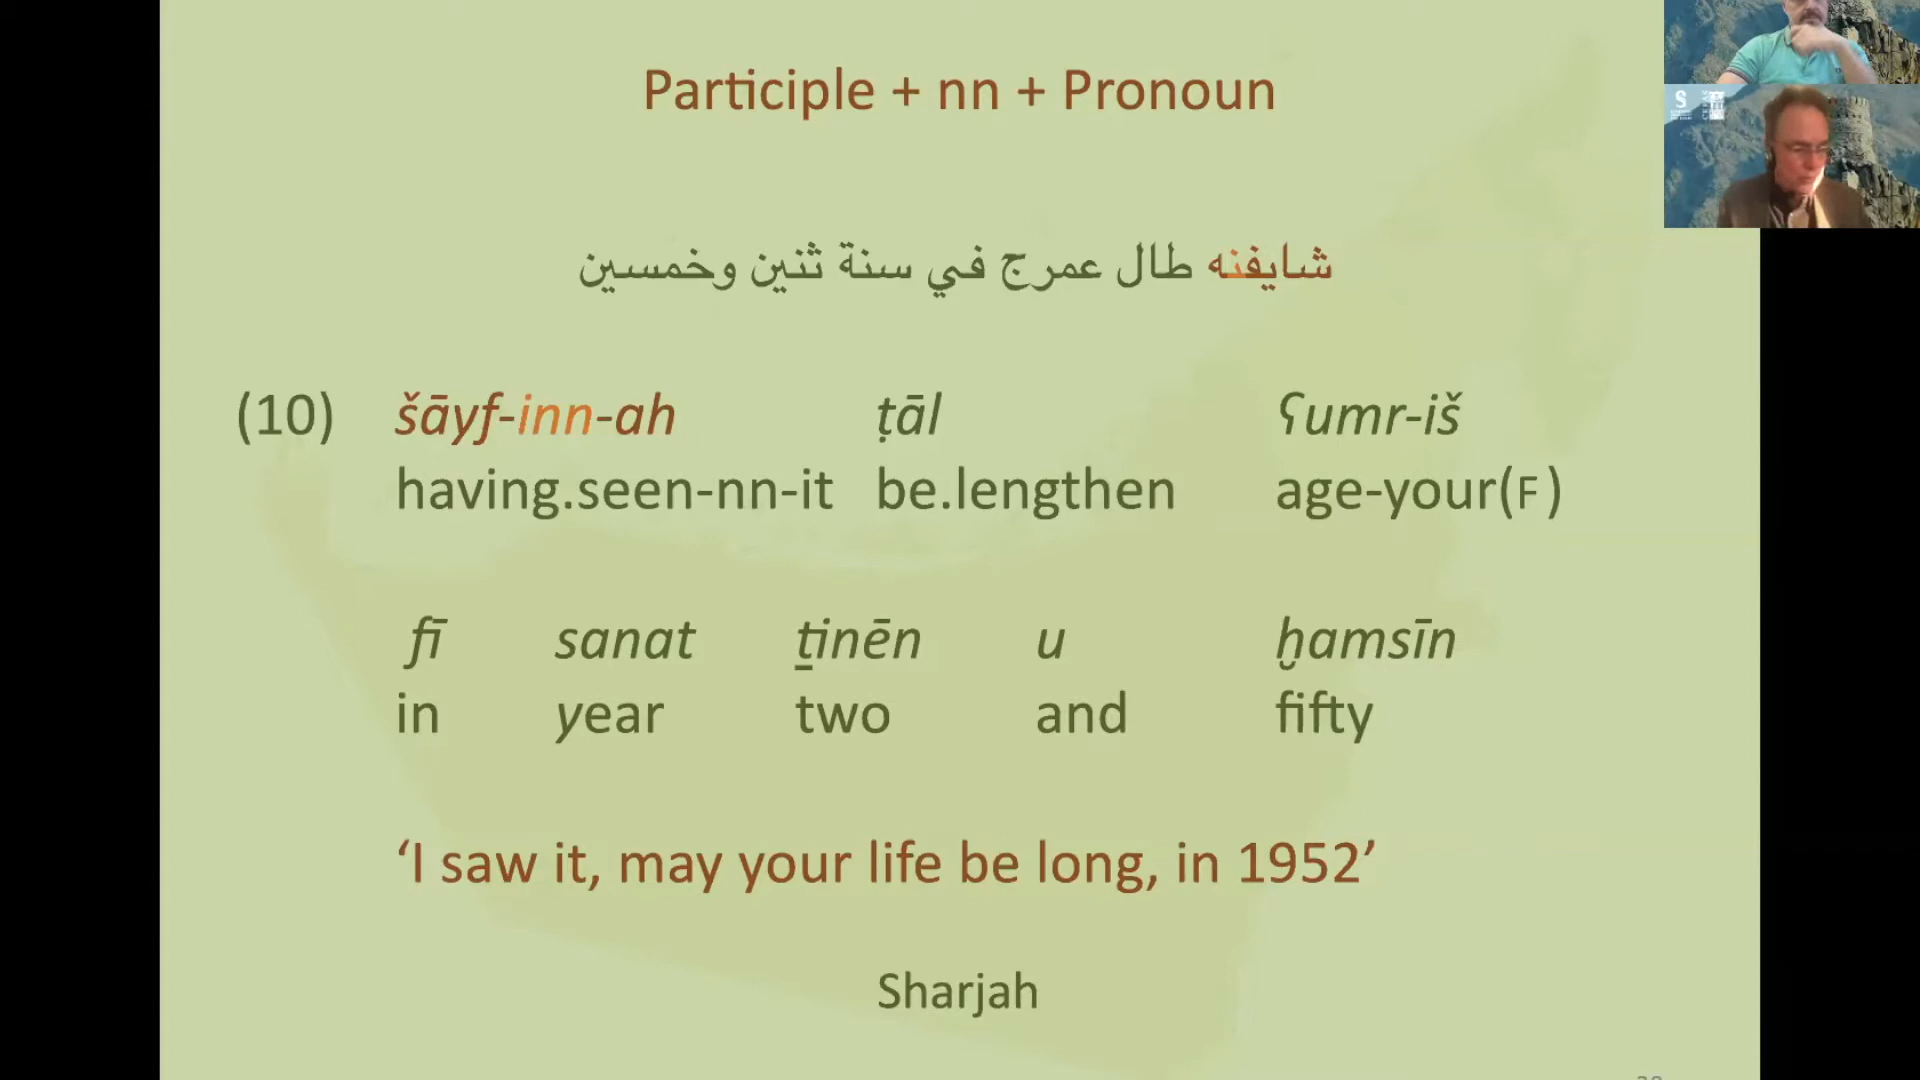 Participle + nn + Pronoun
شايفنه طال عمرج في سنة ثنين وخمسين
(10) šāyf-inn-ah ṭāl ʕumr-iš
having.seen-nn-it be.lengthen age-your(F)
fī sanat ṯinēn u ḫamsīn
in year two and fifty
‘I saw it, may your life be long, in 1952’
Sharjah